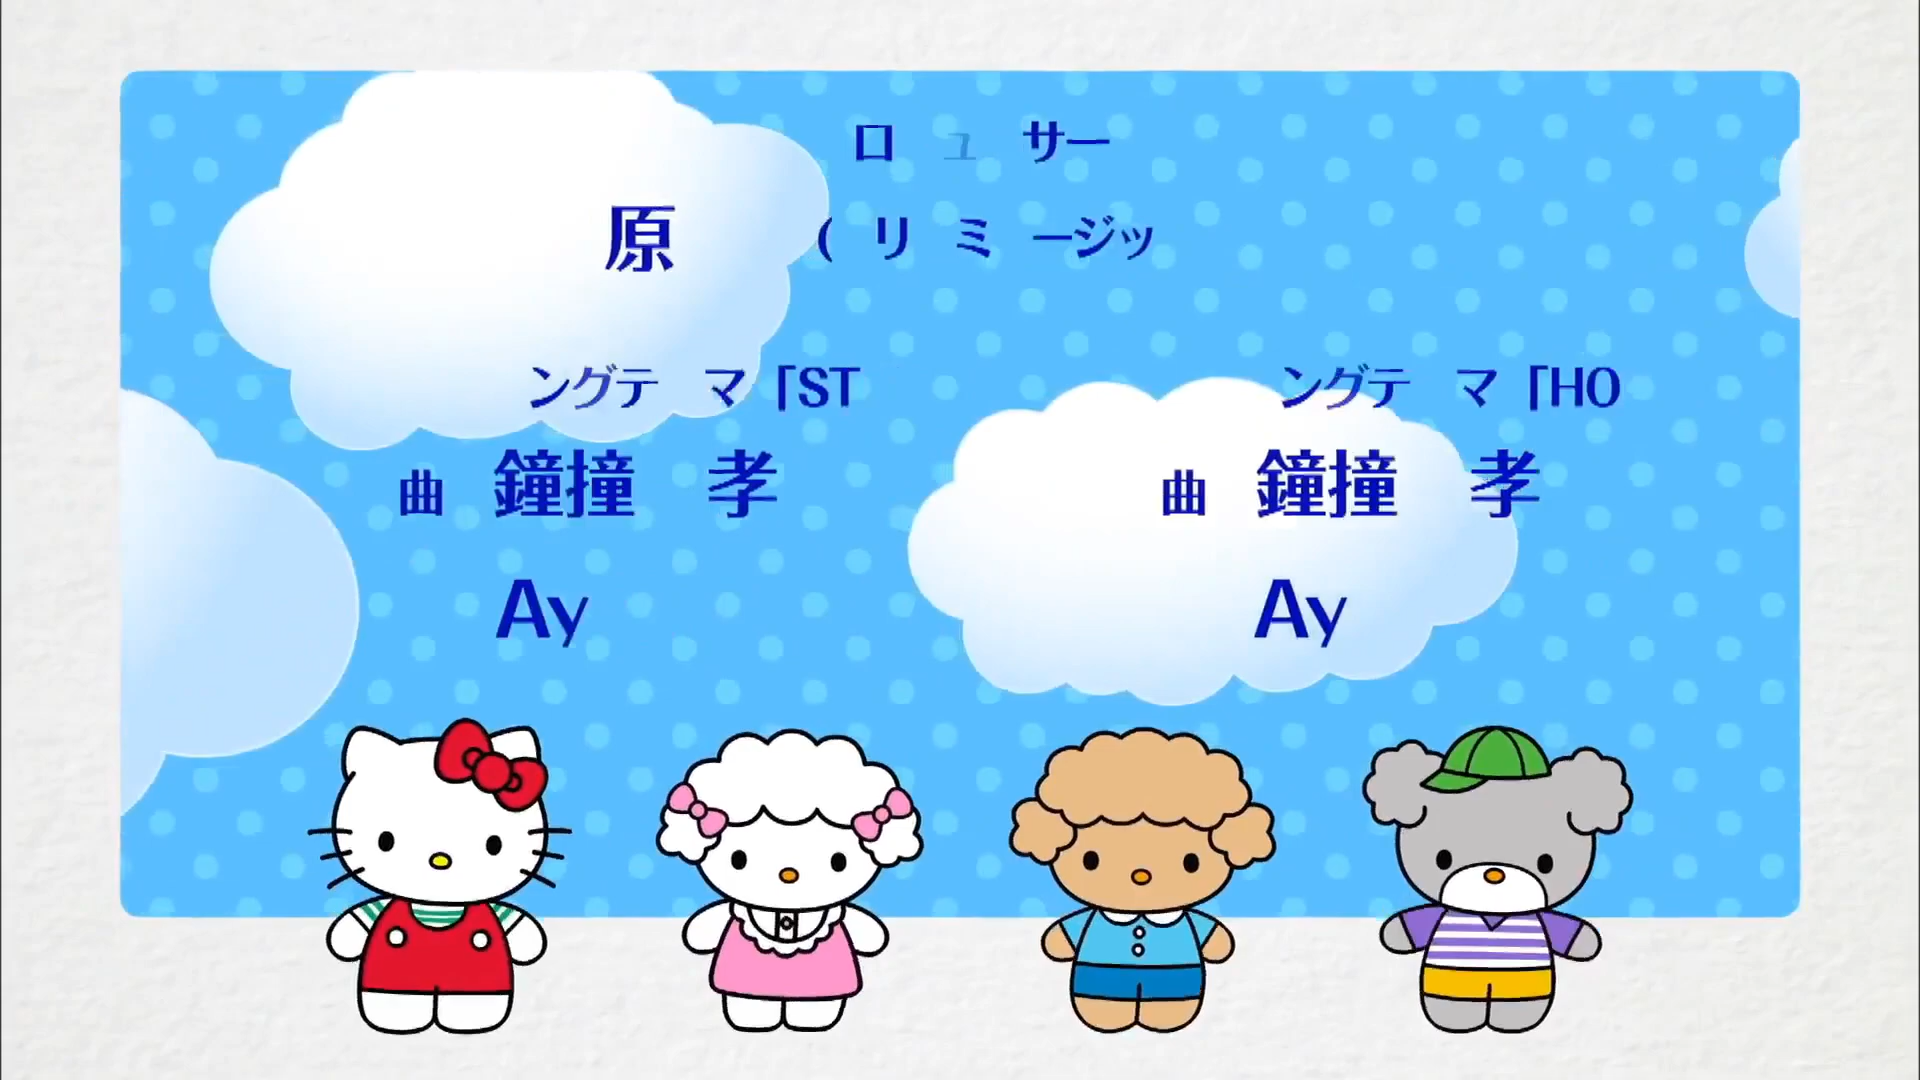 ロ ュ サー
原 ( リ ミ ージッ
ングテ マ「ST
ングテ マ「HO
曲 鐘撞 孝
曲 鐘撞 孝
Ay
Ay